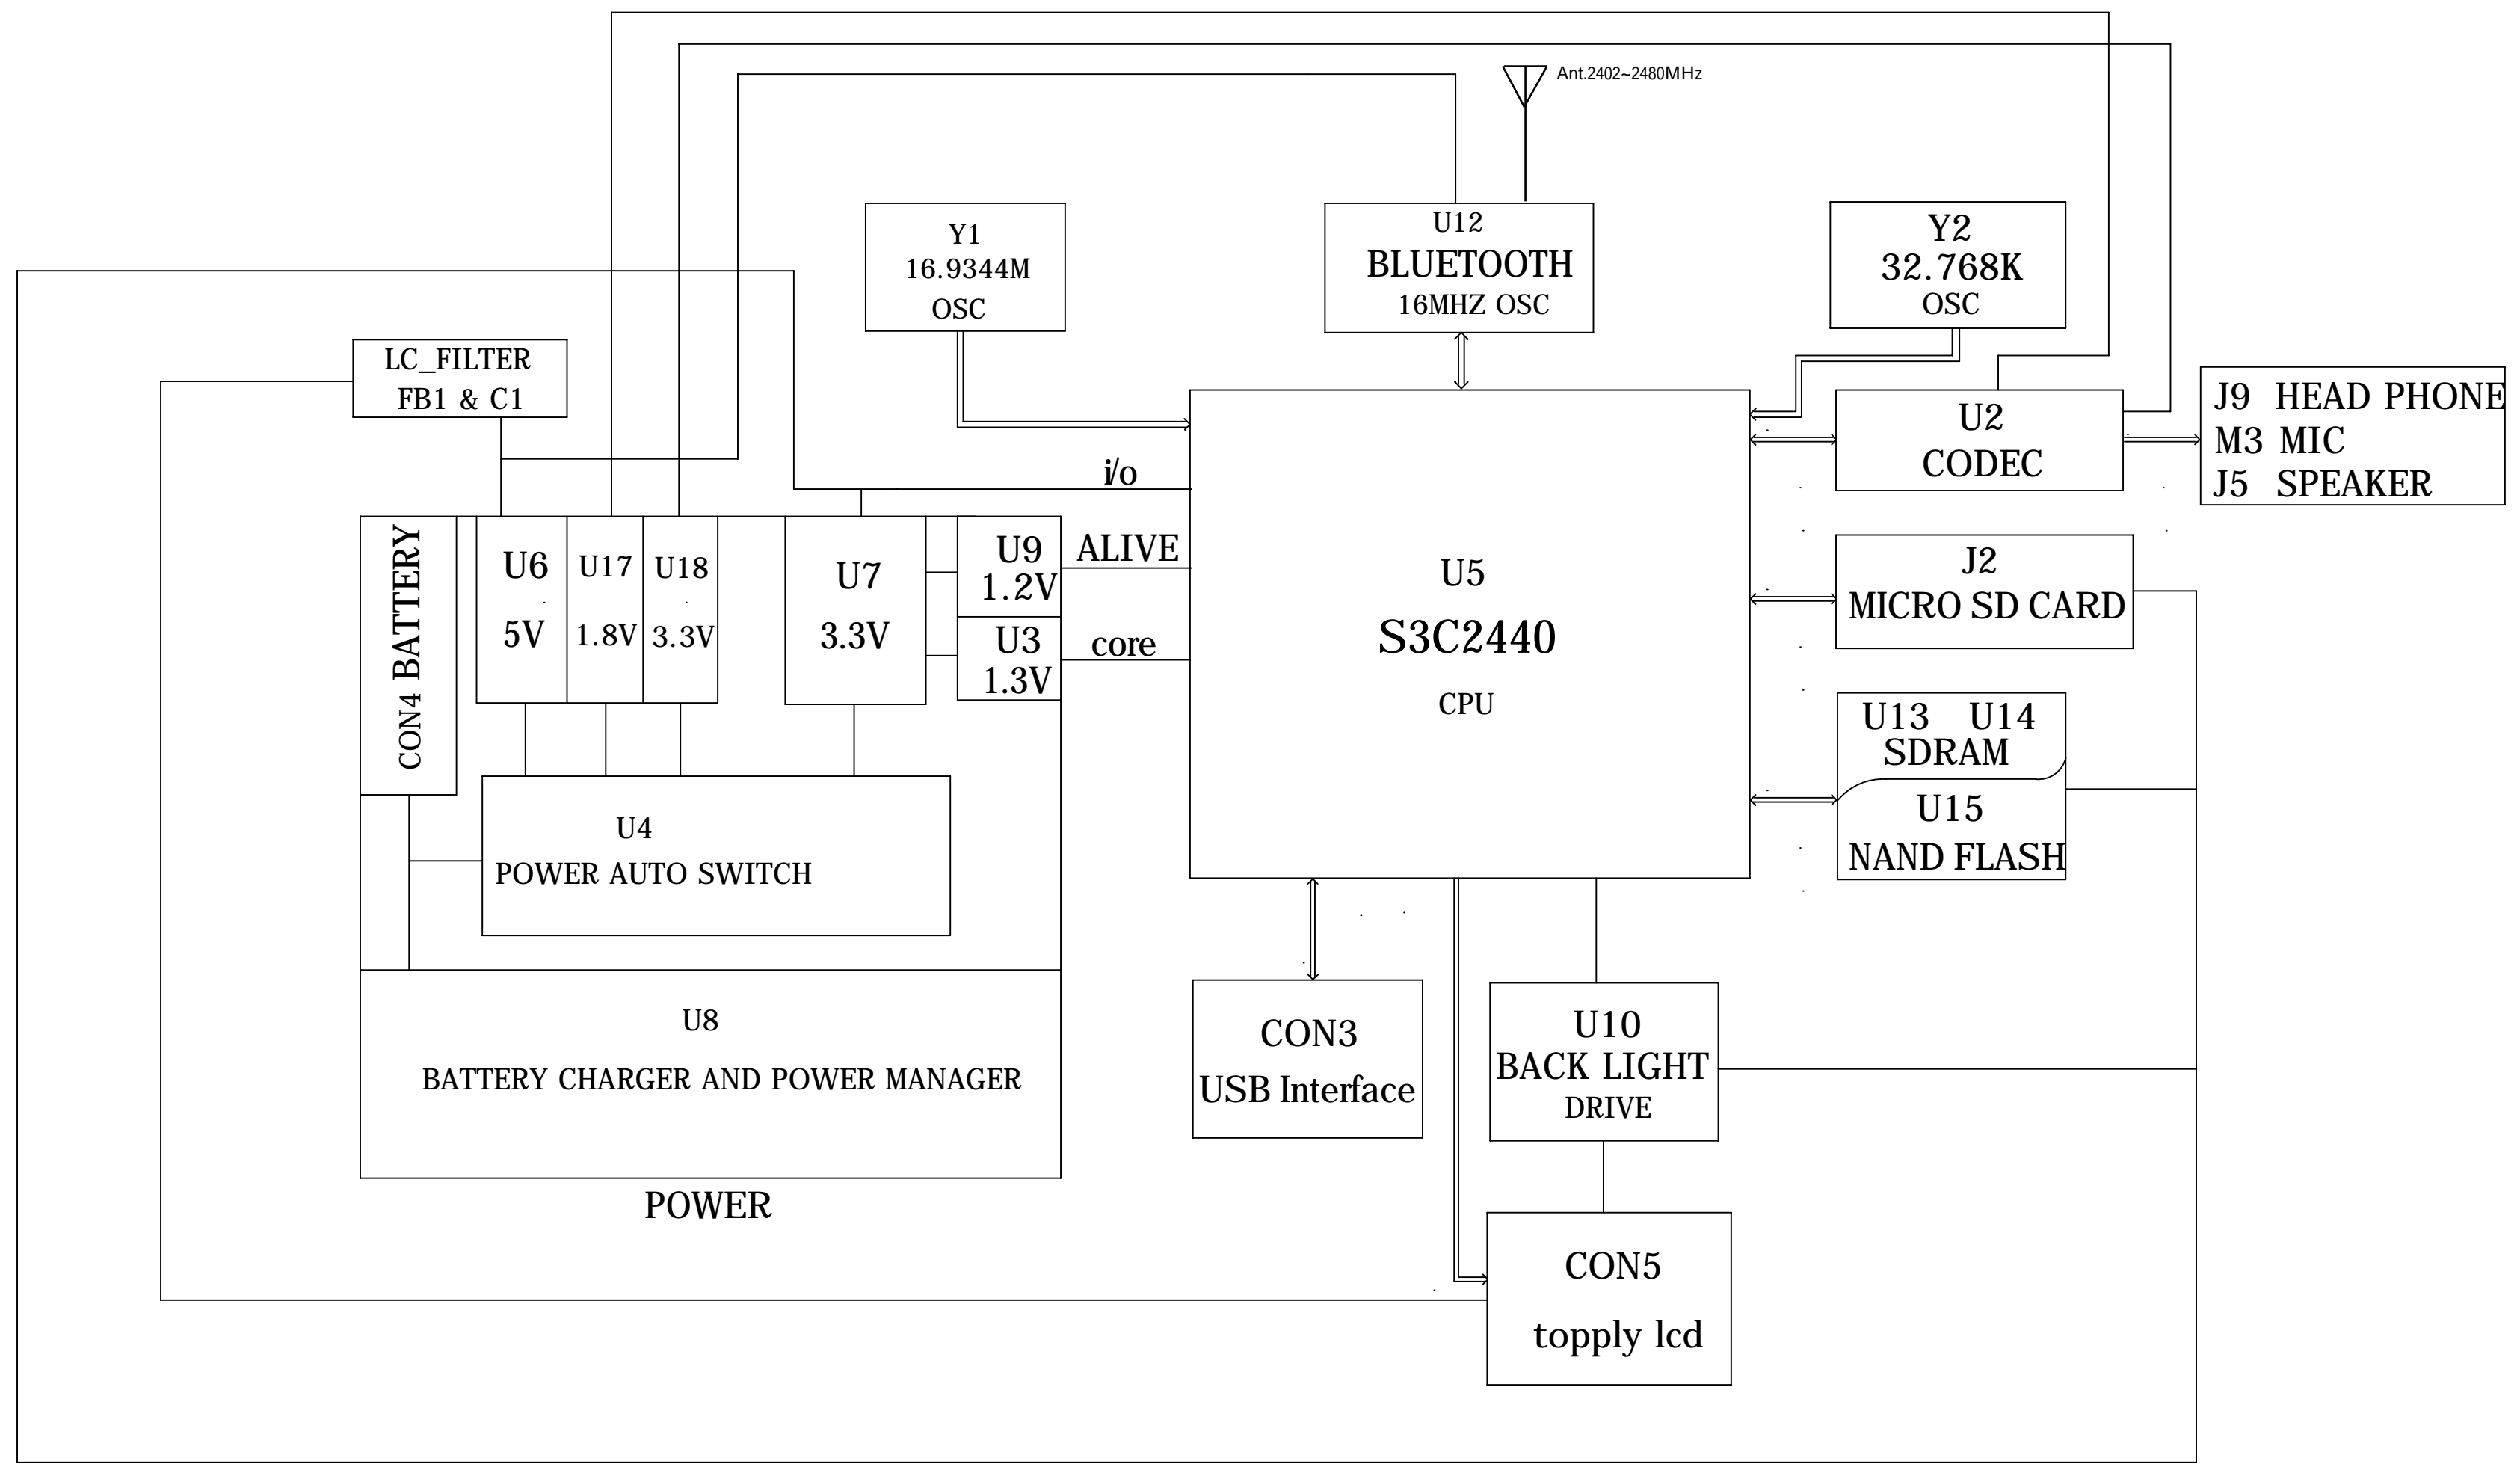 Ant.2402~2480MHz
Y1
16.9344M
OSC
U12
BLUETOOTH
16MHZ OSC
Y2
32.768K
OSC
LC_FILTER
FB1 & C1
J9 HEAD PHONE
M3 MIC
J5 SPEAKER
U2
CODEC
i/o
CON4 BATTERY
U6
5V
U17
1.8V
U18
3.3V
U7
3.3V
U9
1.2V
U3
1.3V
ALIVE
core
U5
S3C2440
CPU
J2
MICRO SD CARD
U13 U14
SDRAM
U15
NAND FLASH
U4
POWER AUTO SWITCH
U8
BATTERY CHARGER AND POWER MANAGER
POWER
CON3
USB Interface
U10
BACK LIGHT
DRIVE
CON5
topply lcd